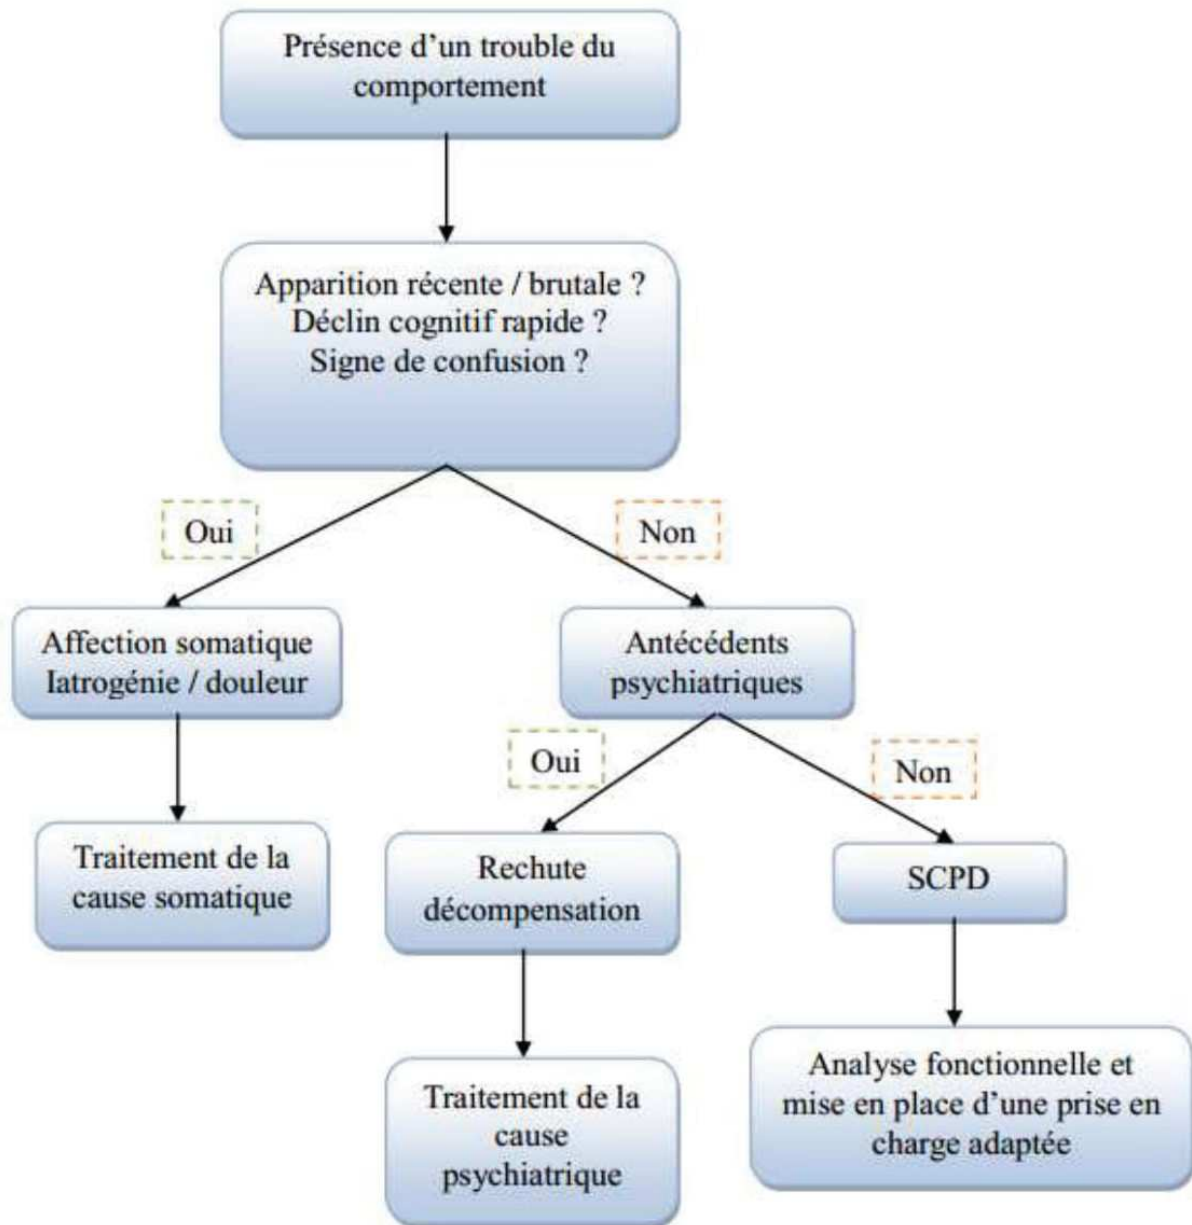 Présence d’un trouble du
comportement
Apparition récente / brutale ?
Déclin cognitif rapide ?
Signe de confusion ?
Oui
Non
Affection somatique
Iatrogénie / douleur
Antécédents
psychiatriques
Oui
Non
Traitement de la
cause somatique
Rechute
décompensation
SCPD
Traitement de la
cause
psychiatrique
Analyse fonctionnelle et
mise en place d’une prise en
charge adaptée